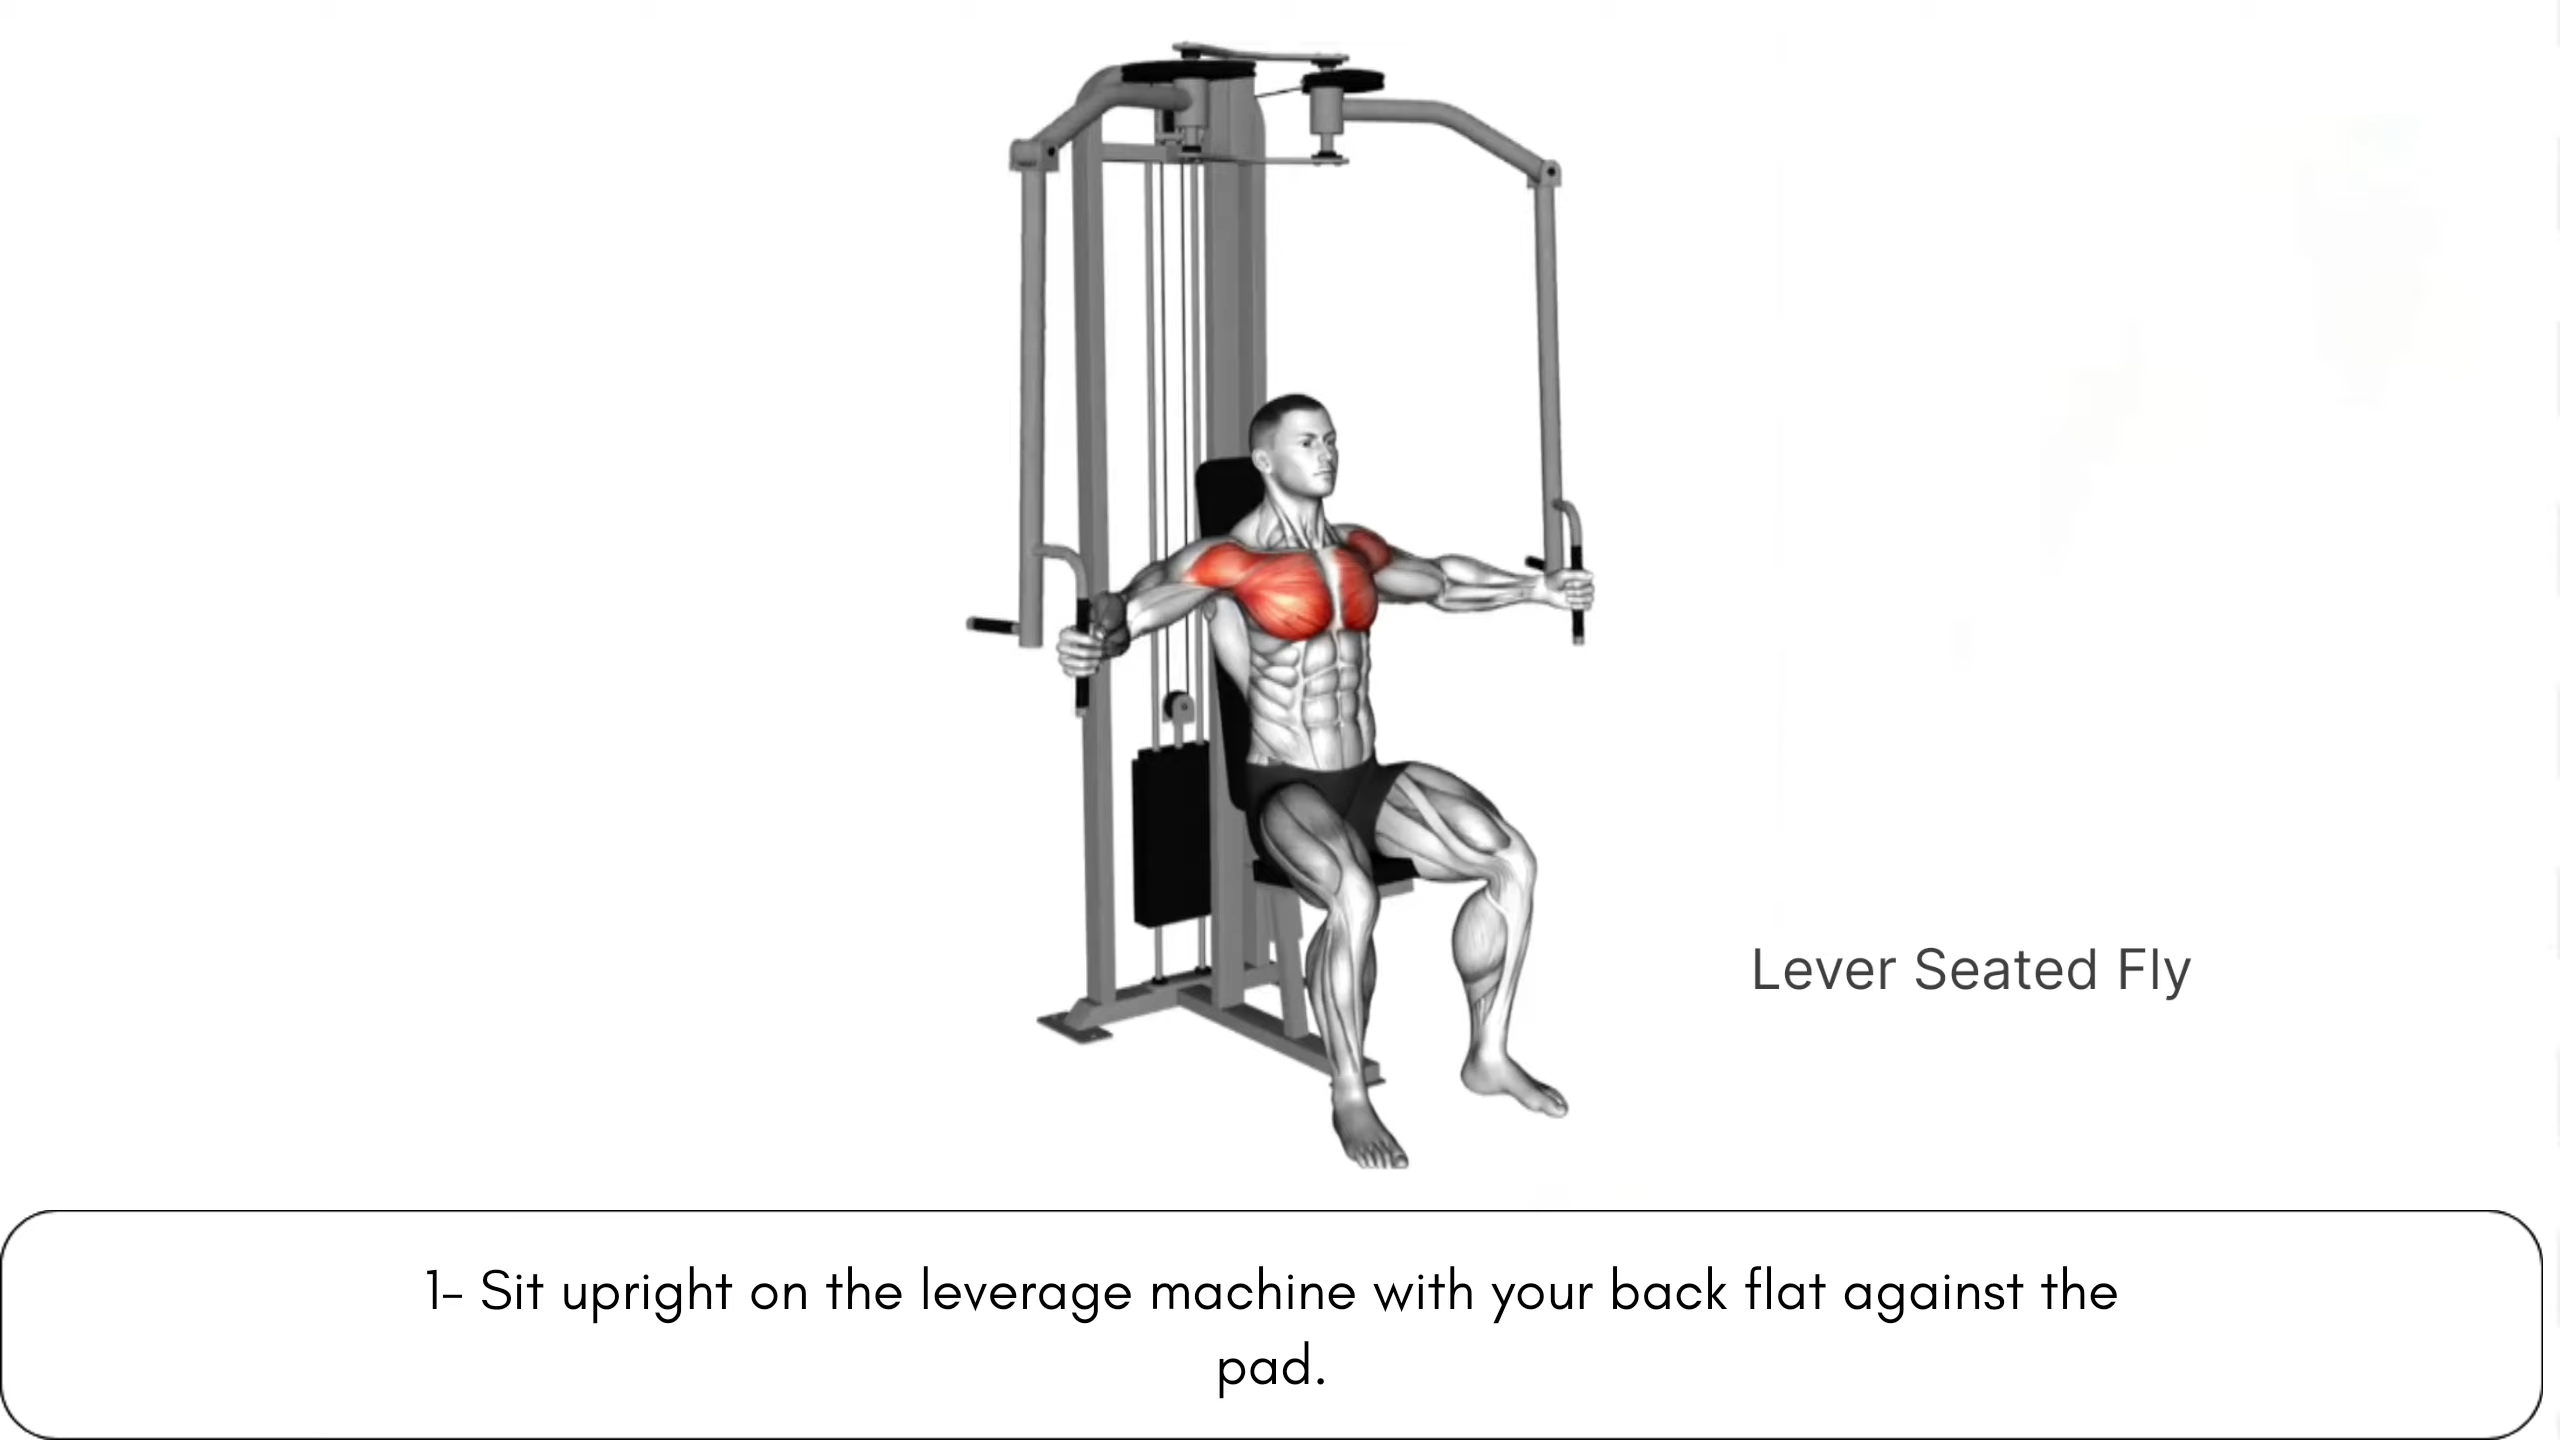 Lever Seated Fly
1- Sit upright on the leverage machine with your back flat against the
pad.